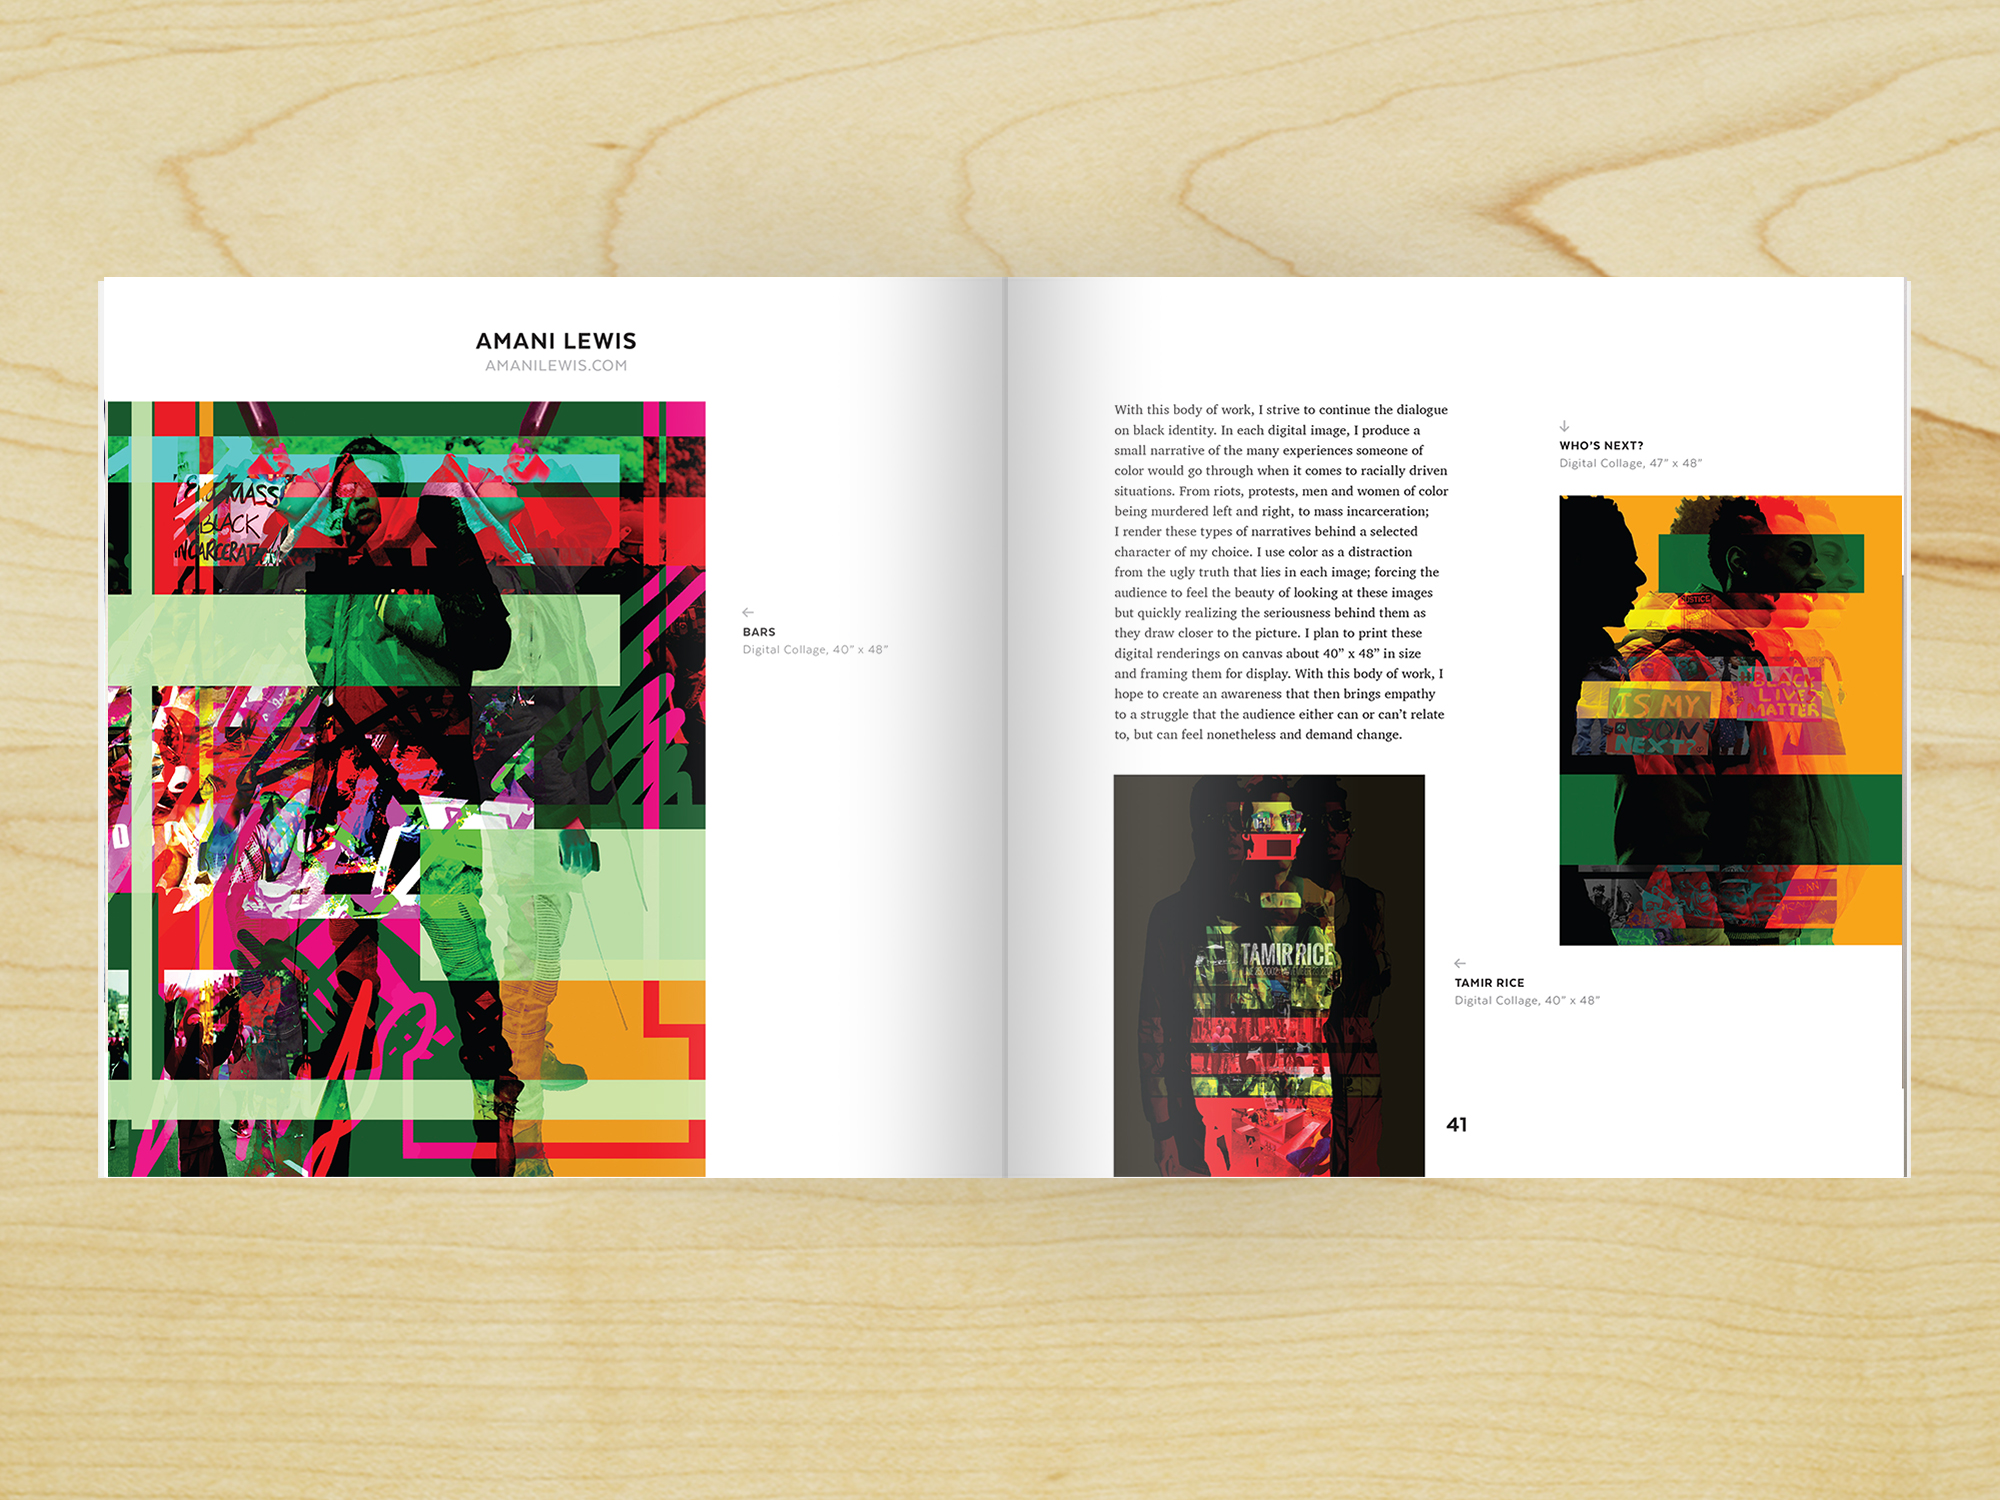 AMANI LEWIS
AMANILEWIS.COM
MASS
BLACK
INCARCERAT
←
BARS
Digital Collage, 40” x 48”
With this body of work, I strive to continue the dialogue
on black identity. In each digital image, I produce a
small narrative of the many experiences someone of
color would go through when it comes to racially driven
situations. From riots, protests, men and women of color
being murdered left and right, to mass incarceration;
I render these types of narratives behind a selected
character of my choice. I use color as a distraction
from the ugly truth that lies in each image; forcing the
audience to feel the beauty of looking at these images
but quickly realizing the seriousness behind them as
they draw closer to the picture. I plan to print these
digital renderings on canvas about 40” x 48” in size
and framing them for display. With this body of work, I
hope to create an awareness that then brings empathy
to a struggle that the audience either can or can’t relate
to, but can feel nonetheless and demand change.
↓
WHO’S NEXT?
Digital Collage, 47” x 48”
JUSTICE
IS MY
SON
NEXT?
BLACK
LIVES
MATTER
BAN
TAMIR RICE
←
TAMIR RICE
Digital Collage, 40” x 48”
41